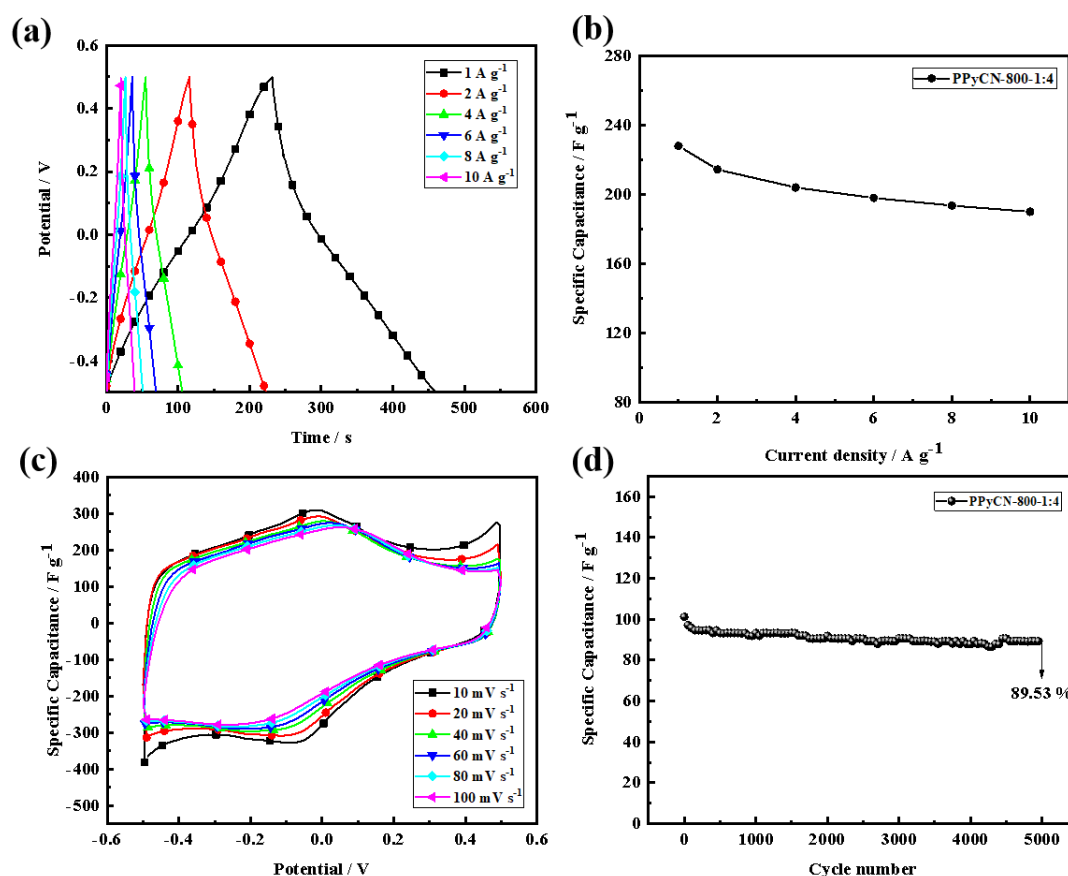 (a)
0.6
0.4
0.2
0.0
-0.2
-0.4
0 100 200 300 400 500 600
Potential / V
Time / s
1 A g⁻¹
2 A g⁻¹
4 A g⁻¹
6 A g⁻¹
8 A g⁻¹
10 A g⁻¹
(b)
280
240
200
160
120
80
0 2 4 6 8 10
Specific Capacitance / F g⁻¹
Current density / A g⁻¹
PPyCN-800-1:4
(c)
400
300
200
100
0
-100
-200
-300
-400
-500
-0.6 -0.4 -0.2 0.0 0.2 0.4 0.6
Specific Capacitance / F g⁻¹
Potential / V
10 mV s⁻¹
20 mV s⁻¹
40 mV s⁻¹
60 mV s⁻¹
80 mV s⁻¹
100 mV s⁻¹
(d)
160
140
120
100
80
60
40
20
0
0 1000 2000 3000 4000 5000
Specific Capacitance / F g⁻¹
Cycle number
PPyCN-800-1:4
89.53 %